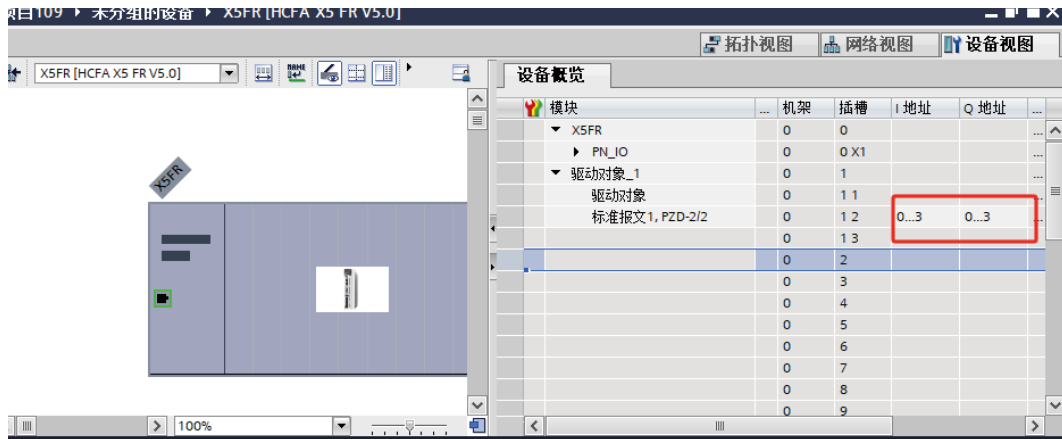 项目109 ▸ 未分组的设备 ▸ X5FR [HCFA X5 FR V5.0]
拓扑视图 网络视图 设备视图
X5FR [HCFA X5 FR V5.0] 设备概览
模块 ... 机架 插槽 I 地址 Q 地址 ...
X5FR 0 0 ...
PN_IO 0 0 X1 ...
驱动对象_1 0 1 ...
驱动对象 0 1 1 ...
标准报文1, PZD-2/2 0 1 2 0...3 0...3 ...
0 1 3
0 2
0 3
0 4
0 5
0 6
0 7
0 8
0 9
X5FR
100%